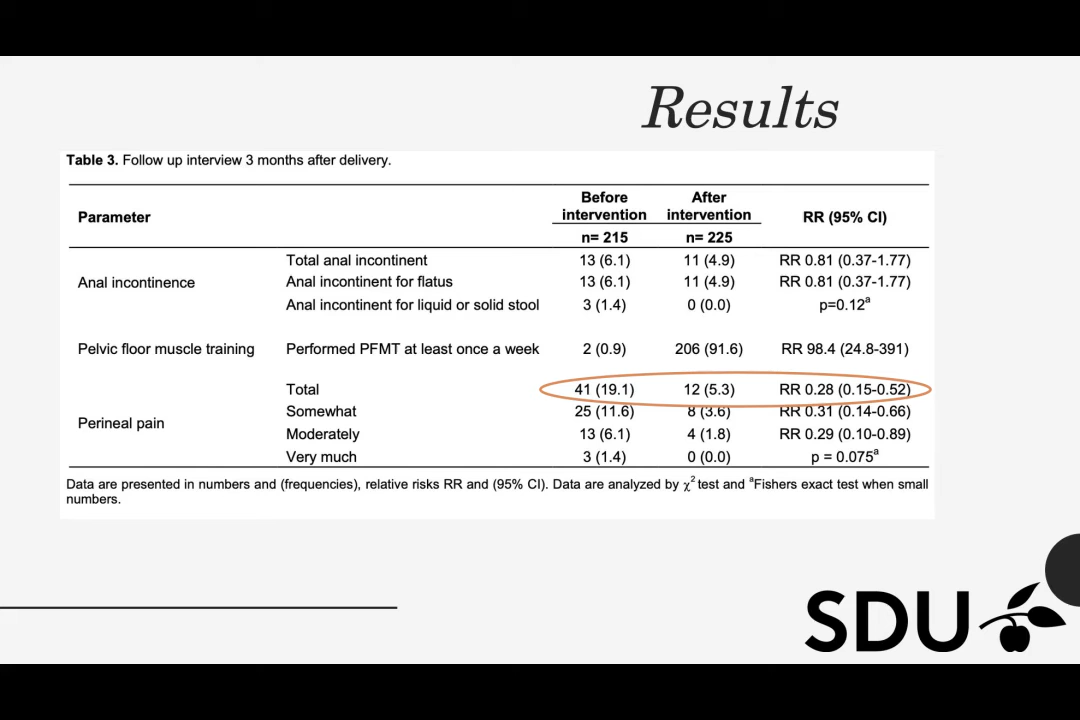 Results
Table 3. Follow up interview 3 months after delivery.
Parameter Before intervention After intervention RR (95% CI)
n= 215 n= 225
Anal incontinence
Total anal incontinent 13 (6.1) 11 (4.9) RR 0.81 (0.37-1.77)
Anal incontinent for flatus 13 (6.1) 11 (4.9) RR 0.81 (0.37-1.77)
Anal incontinent for liquid or solid stool 3 (1.4) 0 (0.0) p=0.12a
Pelvic floor muscle training Performed PFMT at least once a week 2 (0.9) 206 (91.6) RR 98.4 (24.8-391)
Perineal pain
Total 41 (19.1) 12 (5.3) RR 0.28 (0.15-0.52)
Somewhat 25 (11.6) 8 (3.6) RR 0.31 (0.14-0.66)
Moderately 13 (6.1) 4 (1.8) RR 0.29 (0.10-0.89)
Very much 3 (1.4) 0 (0.0) p = 0.075a
Data are presented in numbers and (frequencies), relative risks RR and (95% CI). Data are analyzed by χ2 test and aFishers exact test when small
numbers.
SDU